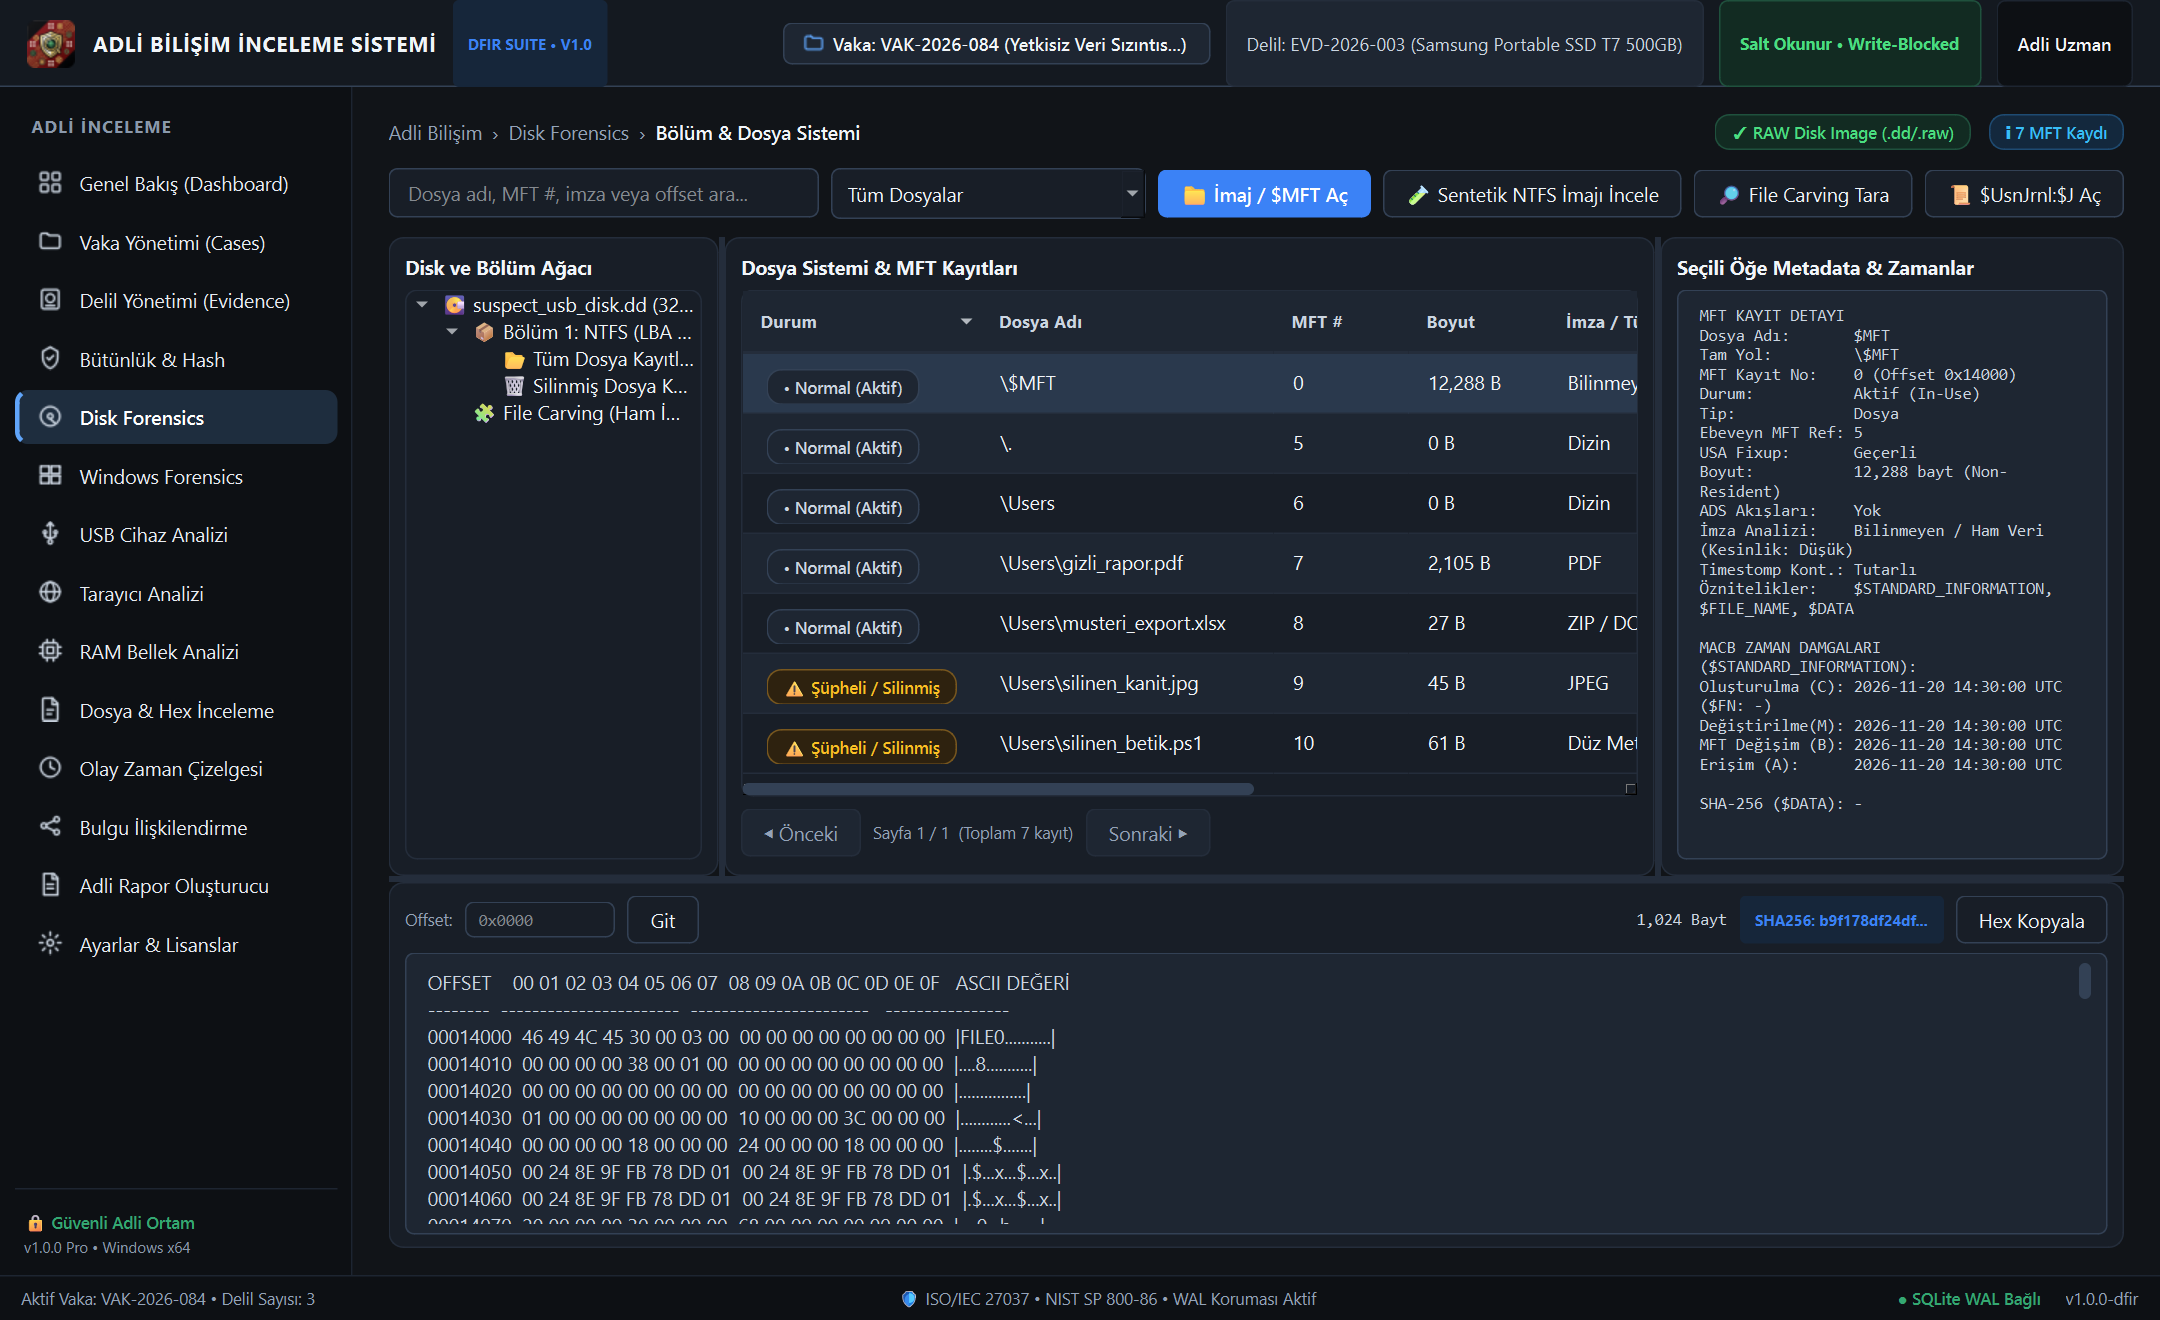 ADLİ BİLİŞİM İNCELEME SİSTEMİ
DFIR SUITE • V1.0
Vaka: VAK-2026-084 (Yetkisiz Veri Sızıntıs...)
Delil: EVD-2026-003 (Samsung Portable SSD T7 500GB)
Salt Okunur • Write-Blocked
Adli Uzman
ADLİ İNCELEME
Genel Bakış (Dashboard)
Vaka Yönetimi (Cases)
Delil Yönetimi (Evidence)
Bütünlük & Hash
Disk Forensics
Windows Forensics
USB Cihaz Analizi
Tarayıcı Analizi
RAM Bellek Analizi
Dosya & Hex İnceleme
Olay Zaman Çizelgesi
Bulgu İlişkilendirme
Adli Rapor Oluşturucu
Ayarlar & Lisanslar
Güvenli Adli Ortam
v1.0.0 Pro • Windows x64
Adli Bilişim › Disk Forensics › Bölüm & Dosya Sistemi
✓ RAW Disk Image (.dd/.raw)
ℹ 7 MFT Kaydı
Dosya adı, MFT #, imza veya offset ara...
Tüm Dosyalar
İmaj / $MFT Aç
Sentetik NTFS İmajı İncele
File Carving Tara
$UsnJrnl:$J Aç
Disk ve Bölüm Ağacı
suspect_usb_disk.dd (32...
Bölüm 1: NTFS (LBA ...
Tüm Dosya Kayıtl...
Silinmiş Dosya K...
File Carving (Ham İ...
Dosya Sistemi & MFT Kayıtları
Durum Dosya Adı MFT # Boyut İmza / Tü
• Normal (Aktif) \$MFT 0 12,288 B Bilinmey
• Normal (Aktif) \. 5 0 B Dizin
• Normal (Aktif) \Users 6 0 B Dizin
• Normal (Aktif) \Users\gizli_rapor.pdf 7 2,105 B PDF
• Normal (Aktif) \Users\musteri_export.xlsx 8 27 B ZIP / DO
⚠ Şüpheli / Silinmiş \Users\silinen_kanit.jpg 9 45 B JPEG
⚠ Şüpheli / Silinmiş \Users\silinen_betik.ps1 10 61 B Düz Met
◂ Önceki
Sayfa 1 / 1 (Toplam 7 kayıt)
Sonraki ▸
Seçili Öğe Metadata & Zamanlar
MFT KAYIT DETAYI
Dosya Adı: $MFT
Tam Yol: \$MFT
MFT Kayıt No: 0 (Offset 0x14000)
Durum: Aktif (In-Use)
Tip: Dosya
Ebeveyn MFT Ref: 5
USA Fixup: Geçerli
Boyut: 12,288 bayt (Non-
Resident)
ADS Akışları: Yok
İmza Analizi: Bilinmeyen / Ham Veri
(Kesinlik: Düşük)
Timestomp Kont.: Tutarlı
Öznitelikler: $STANDARD_INFORMATION,
$FILE_NAME, $DATA
MACB ZAMAN DAMGALARI
($STANDARD_INFORMATION):
Oluşturulma (C): 2026-11-20 14:30:00 UTC
($FN: -)
Değiştirilme(M): 2026-11-20 14:30:00 UTC
MFT Değişim (B): 2026-11-20 14:30:00 UTC
Erişim (A): 2026-11-20 14:30:00 UTC
SHA-256 ($DATA): -
Offset: 0x0000 Git
1,024 Bayt
SHA256: b9f178df24df...
Hex Kopyala
OFFSET 00 01 02 03 04 05 06 07 08 09 0A 0B 0C 0D 0E 0F ASCII DEĞERİ
-------- ----------------------- ----------------------- ----------------
00014000 46 49 4C 45 30 00 03 00 00 00 00 00 00 00 00 00 |FILE0...........|
00014010 00 00 00 00 38 00 01 00 00 00 00 00 00 00 00 00 |....8...........|
00014020 00 00 00 00 00 00 00 00 00 00 00 00 00 00 00 00 |................|
00014030 01 00 00 00 00 00 00 00 10 00 00 00 3C 00 00 00 |............<...|
00014040 00 00 00 00 18 00 00 00 24 00 00 00 18 00 00 00 |........$.......|
00014050 00 24 8E 9F FB 78 DD 01 00 24 8E 9F FB 78 DD 01 |.$...x...$...x..|
00014060 00 24 8E 9F FB 78 DD 01 00 24 8E 9F FB 78 DD 01 |.$...x...$...x..|
Aktif Vaka: VAK-2026-084 • Delil Sayısı: 3
ISO/IEC 27037 • NIST SP 800-86 • WAL Koruması Aktif
● SQLite WAL Bağlı
v1.0.0-dfir